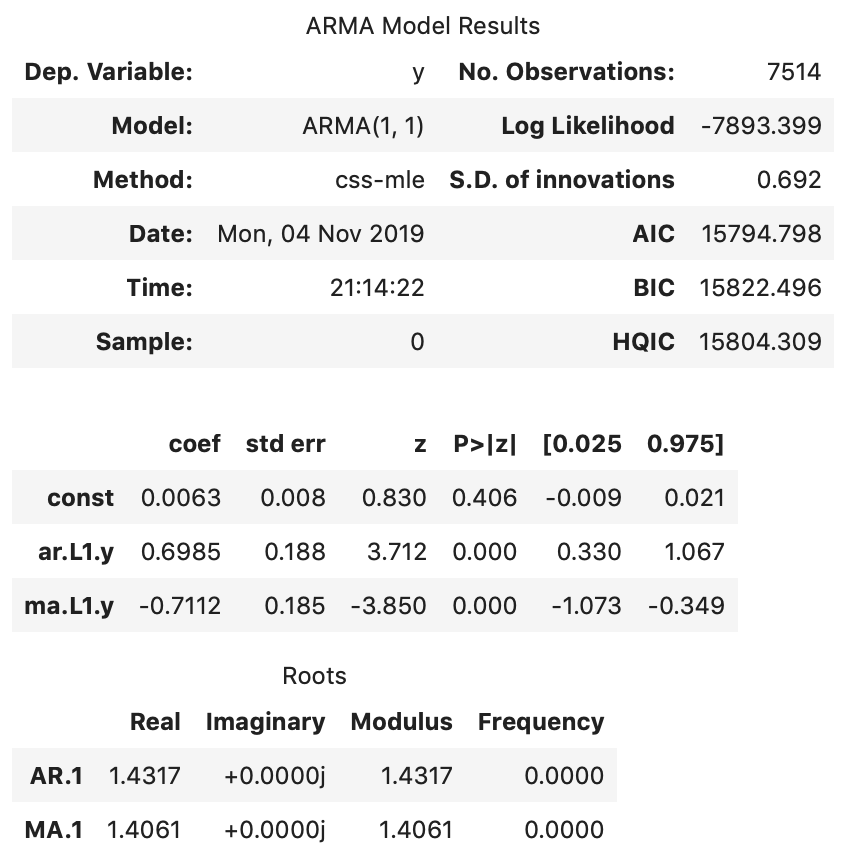 ARMA Model Results
Dep. Variable: y No. Observations: 7514
Model: ARMA(1, 1) Log Likelihood -7893.399
Method: css-mle S.D. of innovations 0.692
Date: Mon, 04 Nov 2019 AIC 15794.798
Time: 21:14:22 BIC 15822.496
Sample: 0 HQIC 15804.309
coef std err z P>|z| [0.025 0.975]
const 0.0063 0.008 0.830 0.406 -0.009 0.021
ar.L1.y 0.6985 0.188 3.712 0.000 0.330 1.067
ma.L1.y -0.7112 0.185 -3.850 0.000 -1.073 -0.349
Roots
Real Imaginary Modulus Frequency
AR.1 1.4317 +0.0000j 1.4317 0.0000
MA.1 1.4061 +0.0000j 1.4061 0.0000